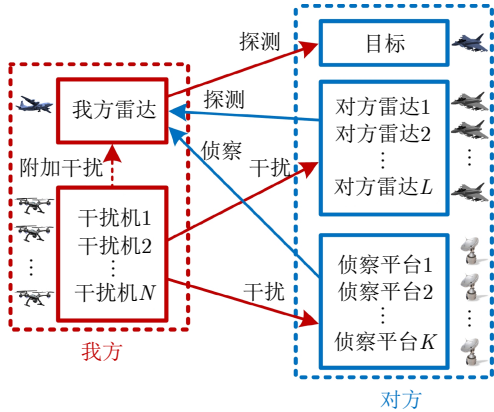 探测
目标
我方雷达
探测
对方雷达1
对方雷达2
⋮
对方雷达L
侦察
附加干扰
干扰
干扰机1
干扰机2
⋮
干扰机N
侦察平台1
侦察平台2
⋮
侦察平台K
干扰
我方
对方